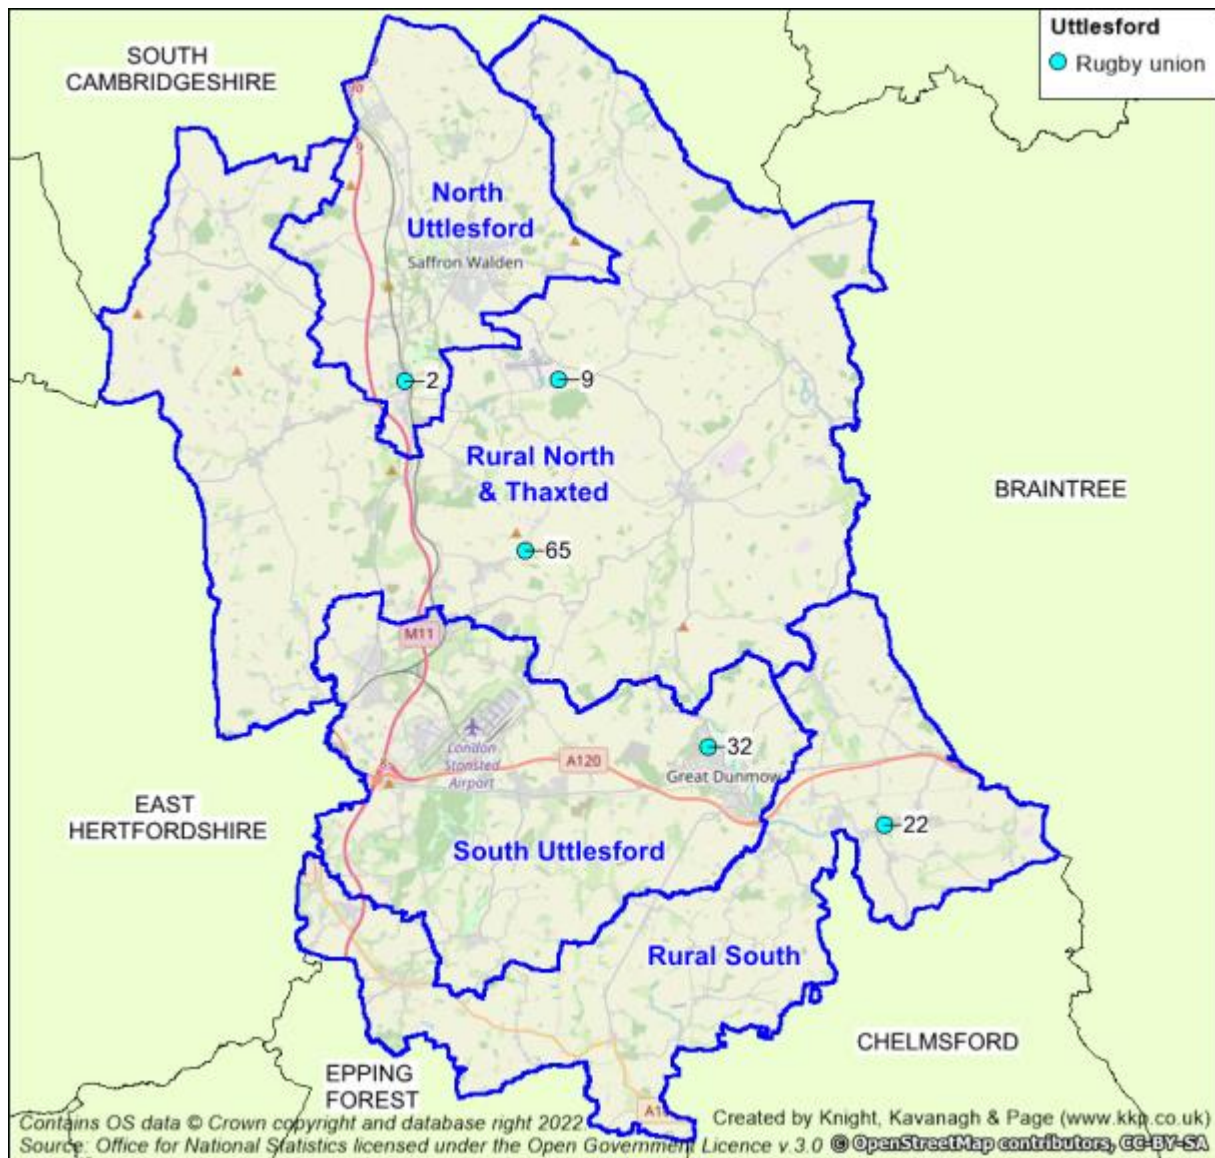 Uttlesford
Rugby union
SOUTH
CAMBRIDGESHIRE
North
Uttlesford
Saffron Walden
2
9
Rural North
& Thaxted
BRAINTREE
65
M11
London
Stansted
Airport
A120
32
Great Dunmow
EAST
HERTFORDSHIRE
22
South Uttlesford
Rural South
CHELMSFORD
EPPING
FOREST
Contains OS data © Crown copyright and database right 2022
Created by Knight, Kavanagh & Page (www.kkp.co.uk)
Source: Office for National Statistics licensed under the Open Government Licence v.3.0 © OpenStreetMap contributors, CC-BY-SA